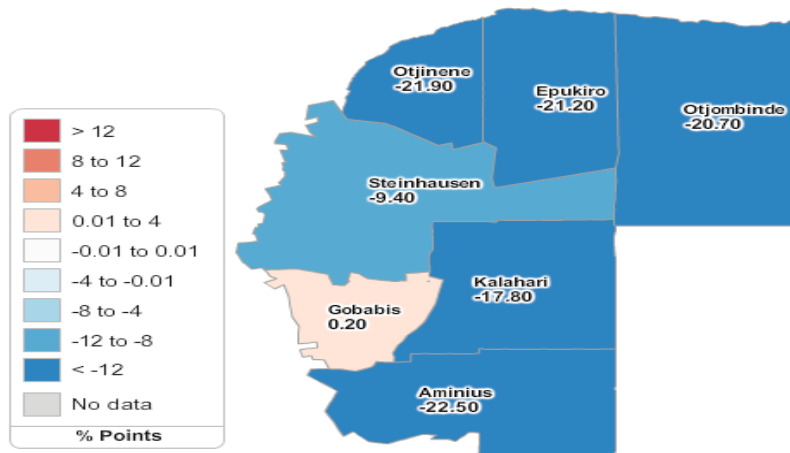 > 12
8 to 12
4 to 8
0.01 to 4
-0.01 to 0.01
-4 to -0.01
-8 to -4
-12 to -8
< -12
No data
% Points
Otjinene
-21.90
Epukiro
-21.20
Otjombinde
-20.70
Steinhausen
-9.40
Kalahari
-17.80
Gobabis
0.20
Aminius
-22.50